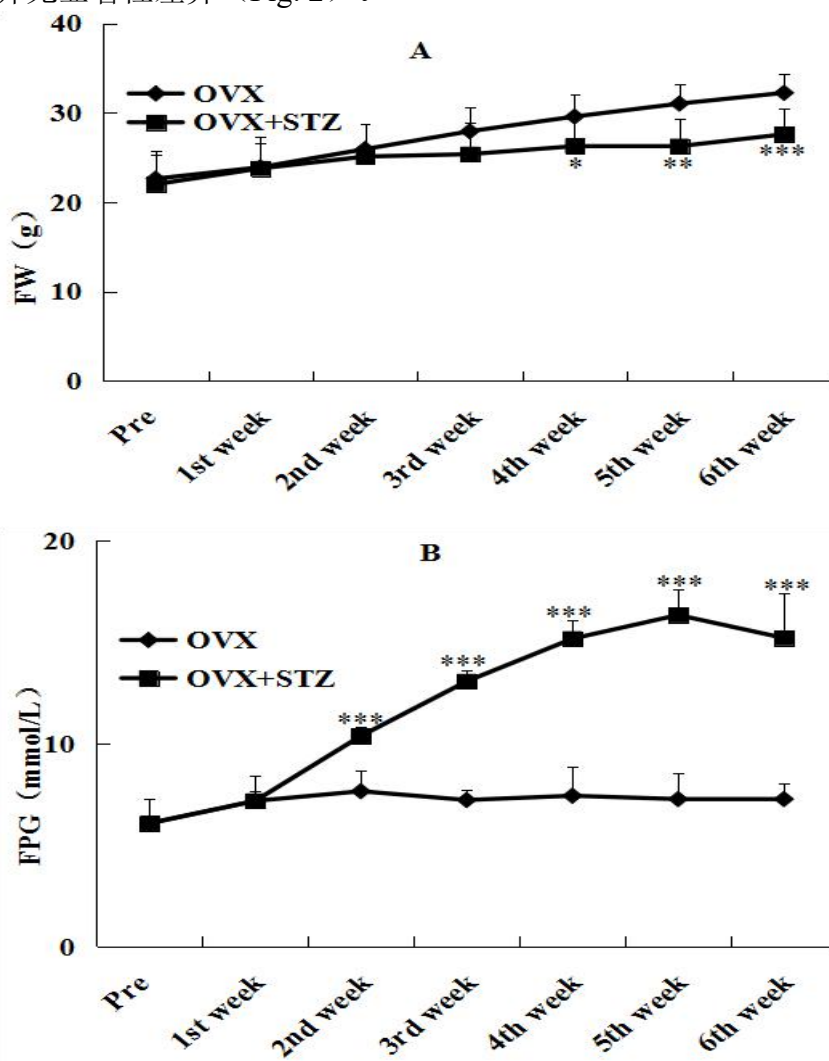 (Fig. 2)
40
A
OVX
30
OVX+STZ
***
*
**
20
FW (g)
10
0
Pre
1st week
2nd week
3rd week
4th week
5th week
6th week
20
B
***
***
***
OVX
***
OVX+STZ
***
10
FPG (mmol/L)
0
Pre
1st week
2nd week
3rd week
4th week
5th week
6th week